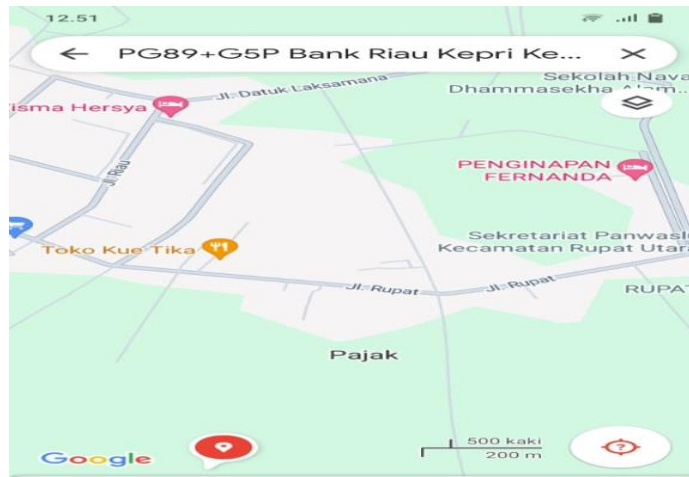 12.51
PG89+G5P Bank Riau Kepri Ke...
Sekolah Nava
Dhammasekha Alam...
Jl. Datuk Laksamana
isma Hersya
Jl. Riau
PENGINAPAN
FERNANDA
Sekretariat Panwaslu
Kecamatan Rupat Utara
Toko Kue Tika
Jl. Rupat
Jl. Rupat
RUPAT
Pajak
500 kaki
200 m
Google